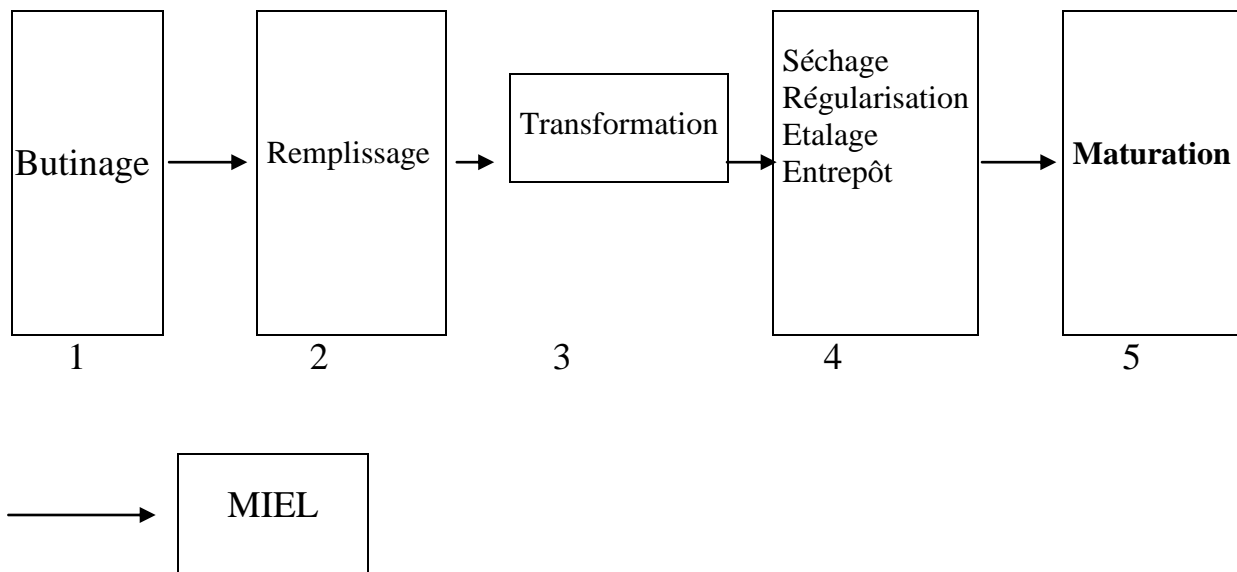 Butinage
Remplissage
Transformation
Séchage
Régularisation
Etalage
Entrepôt
Maturation
1
2
3
4
5
MIEL